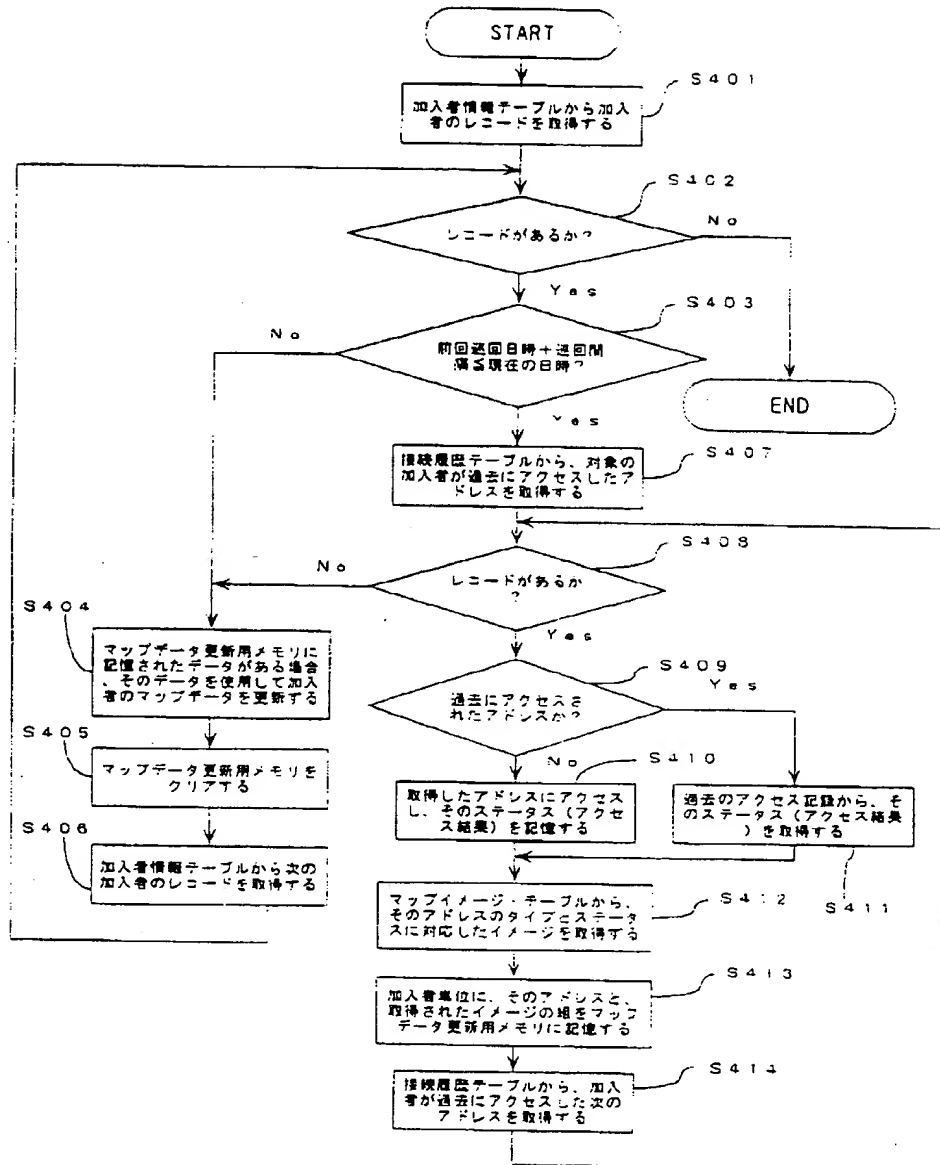 START
S401
加入者情報テーブルから加入
者のレコードを取得する
S402
レコードがあるか?
No
Yes
S403
No
前回巡回日時+巡回間
隔≦現在の日時?
END
Yes
S407
接続履歴テーブルから、対象の
加入者が過去にアクセスしたア
ドレスを取得する
S408
No
レコードがあるか
?
S404
Yes
マップデータ更新用メモリに
記憶されたデータがある場合
、そのデータを使用して加入
者のマップデータを更新する
S409
Yes
過去にアクセスさ
れたアドレスか?
S405
マップデータ更新用メモリを
クリアする
No
S410
取得したアドレスにアクセス
し、そのステータス(アクセ
ス結果)を記憶する
過去のアクセス記録から、そ
のステータス(アクセス結果
)を取得する
S406
加入者情報テーブルから次の
加入者のレコードを取得する
S411
S412
マップイメージ・テーブルから、
そのアドレスのタイプとステータ
スに対応したイメージを取得する
S413
加入者単位に、そのアドレスと、
取得されたイメージの組をマップ
データ更新用メモリに記憶する
S414
接続履歴テーブルから、加入
者が過去にアクセスした次の
アドレスを取得する